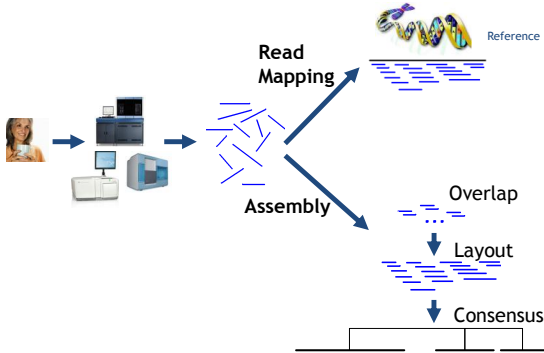 Reference
Read
Mapping
Assembly
Overlap
...
Layout
Consensus